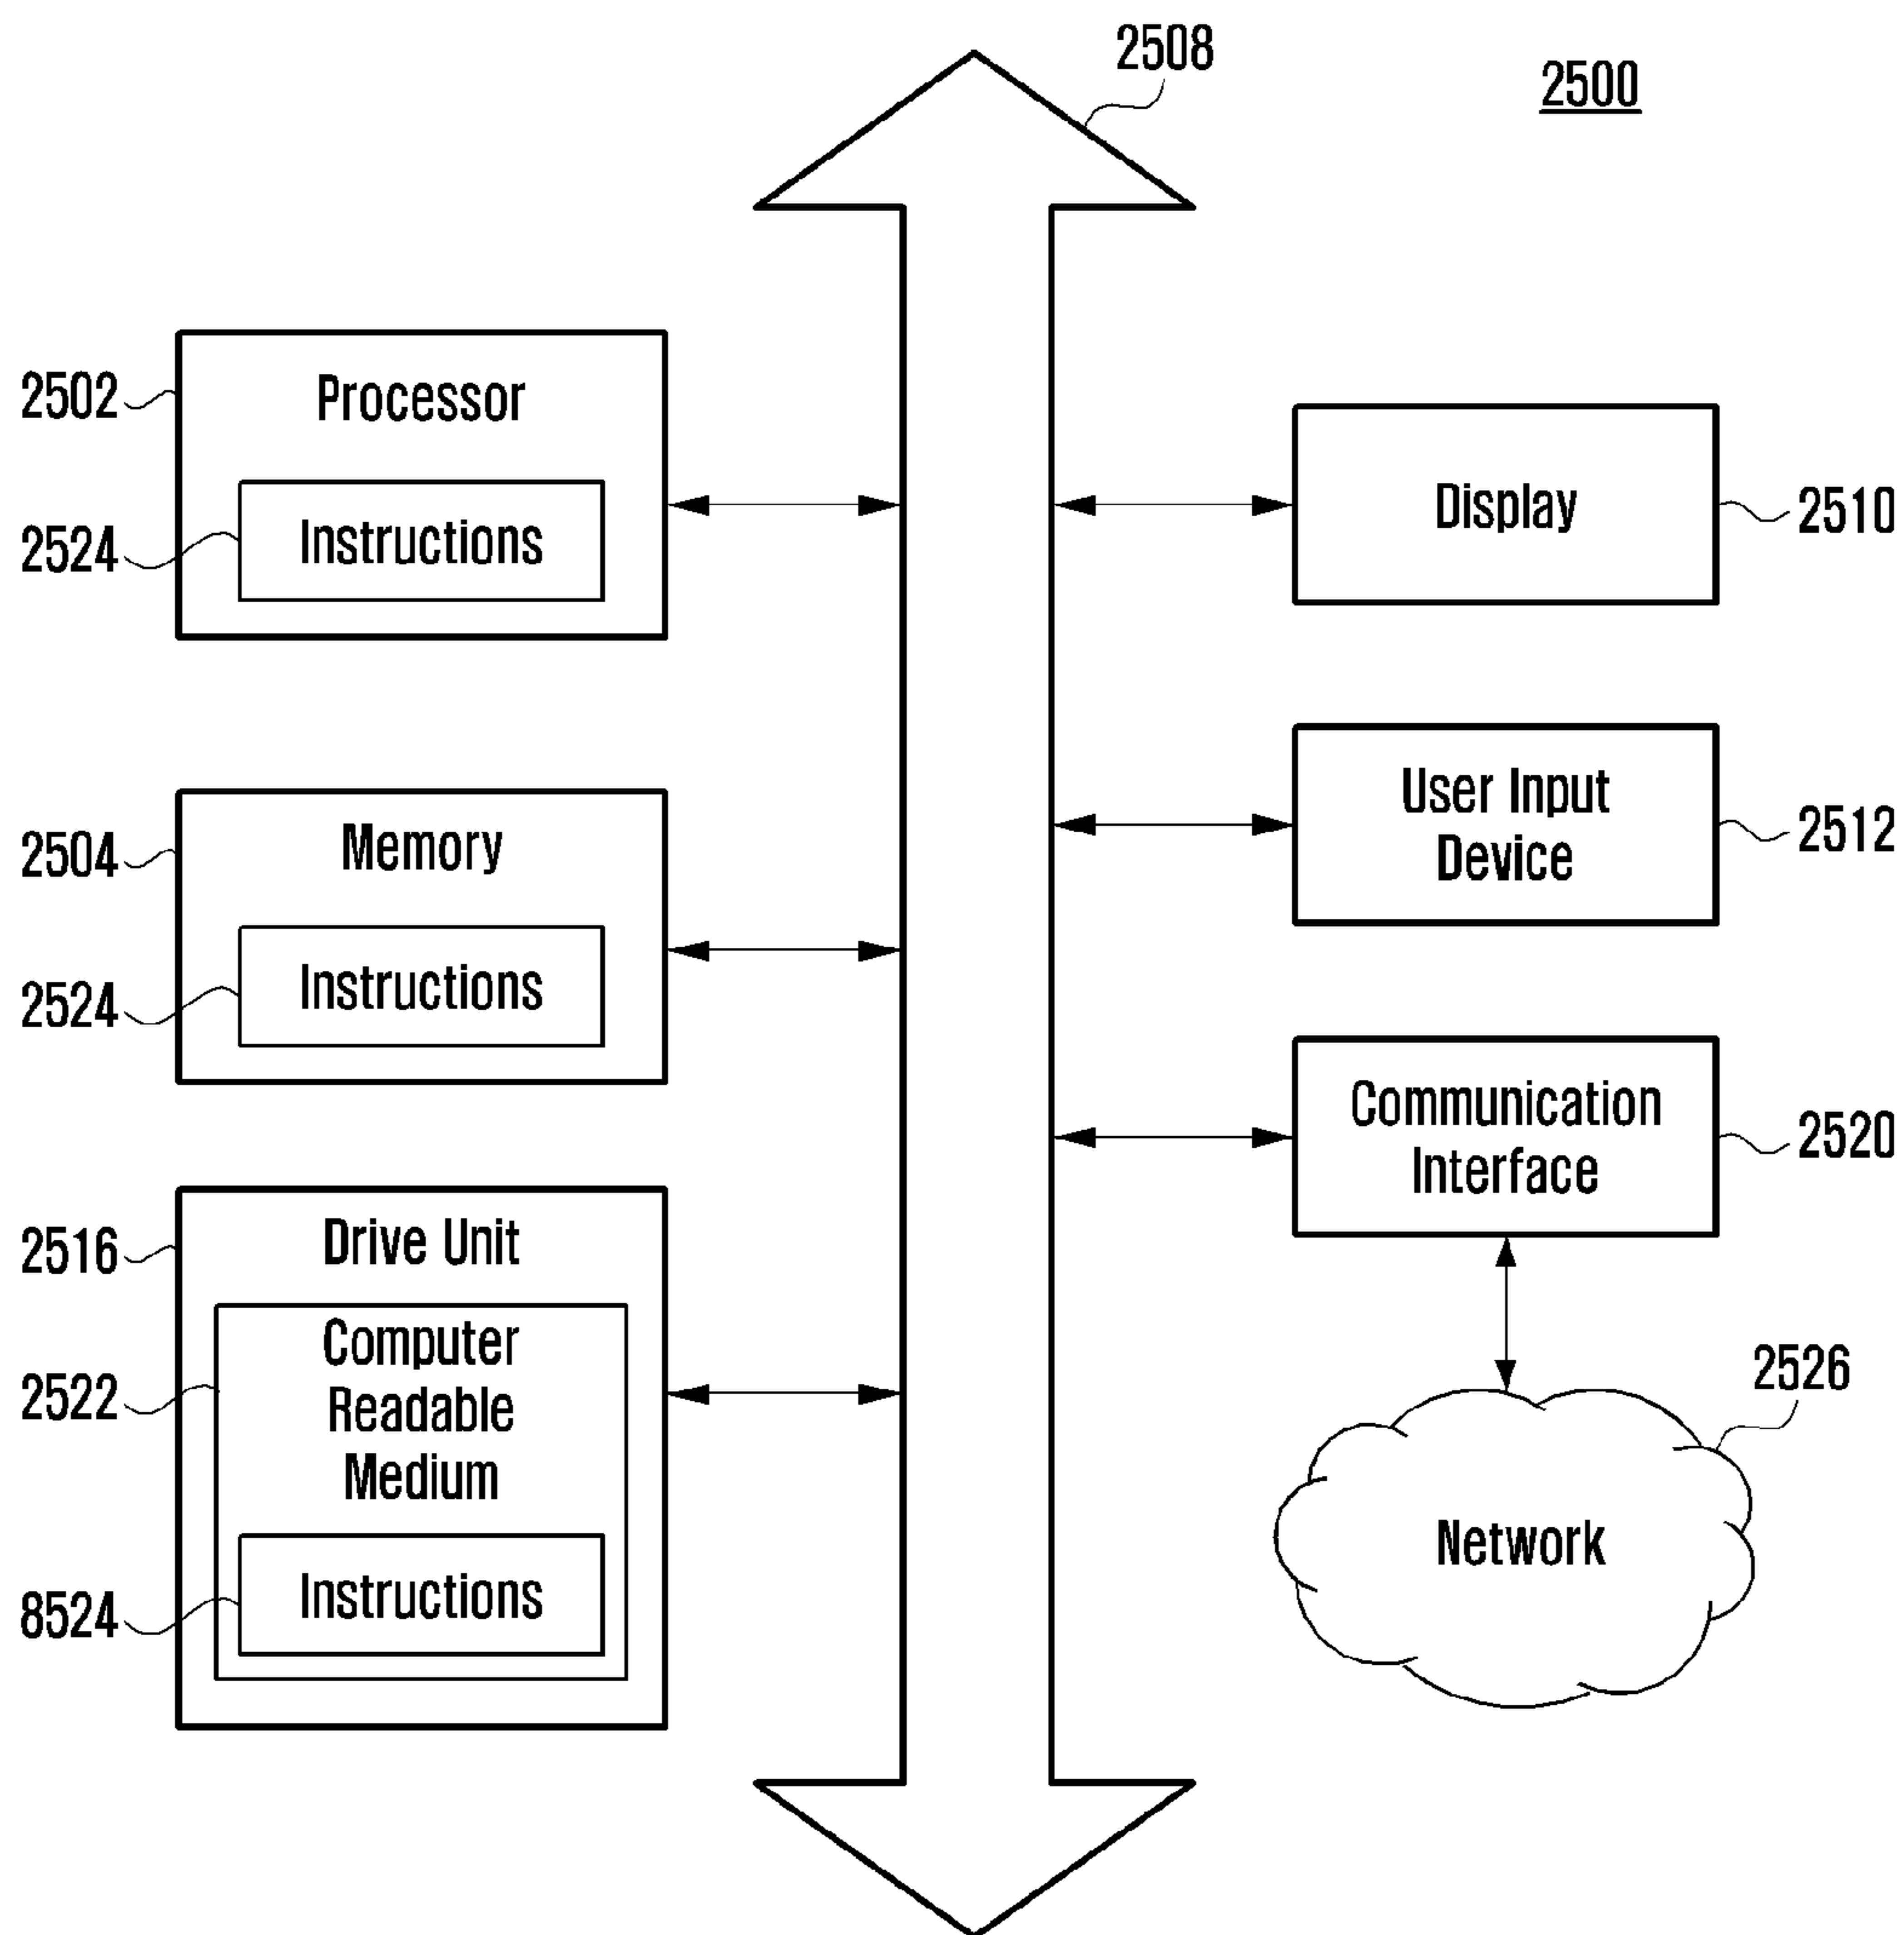 2508
2500
2502
Processor
2524
Instructions
2504
Memory
2524
Instructions
2516
Drive Unit
2522
Computer
Readable
Medium
8524
Instructions
Display
2510
User Input
Device
2512
Communication
Interface
2520
2526
Network